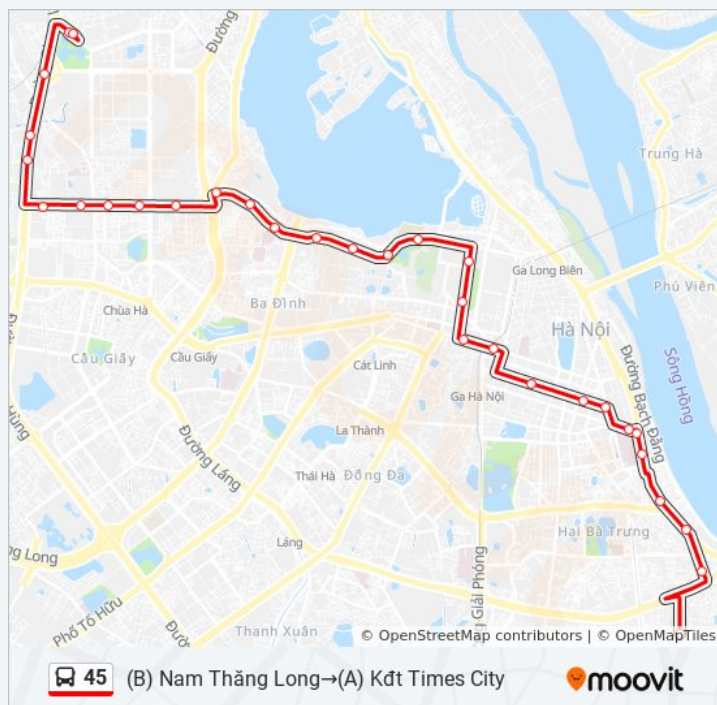 Đường
Trung Hà
Ga Long Biên
Phú Viên
Chùa Hà
Ba Đình
Hà Nội
Cầu Giấy
Cầu Giấy
Cát Linh
Đường Bạch Đằng
Sông Hồng
Ga Hà Nội
La Thành
Hùng
Đường Láng
Thái Hà
Đống Đa
Hai Bà Trưng
Láng
Giải Phóng
Long
Phố Tố Hữu
Thanh Xuân
© OpenStreetMap contributors | © OpenMapTiles
45 (B) Nam Thăng Long→(A) Kđt Times City
moovit